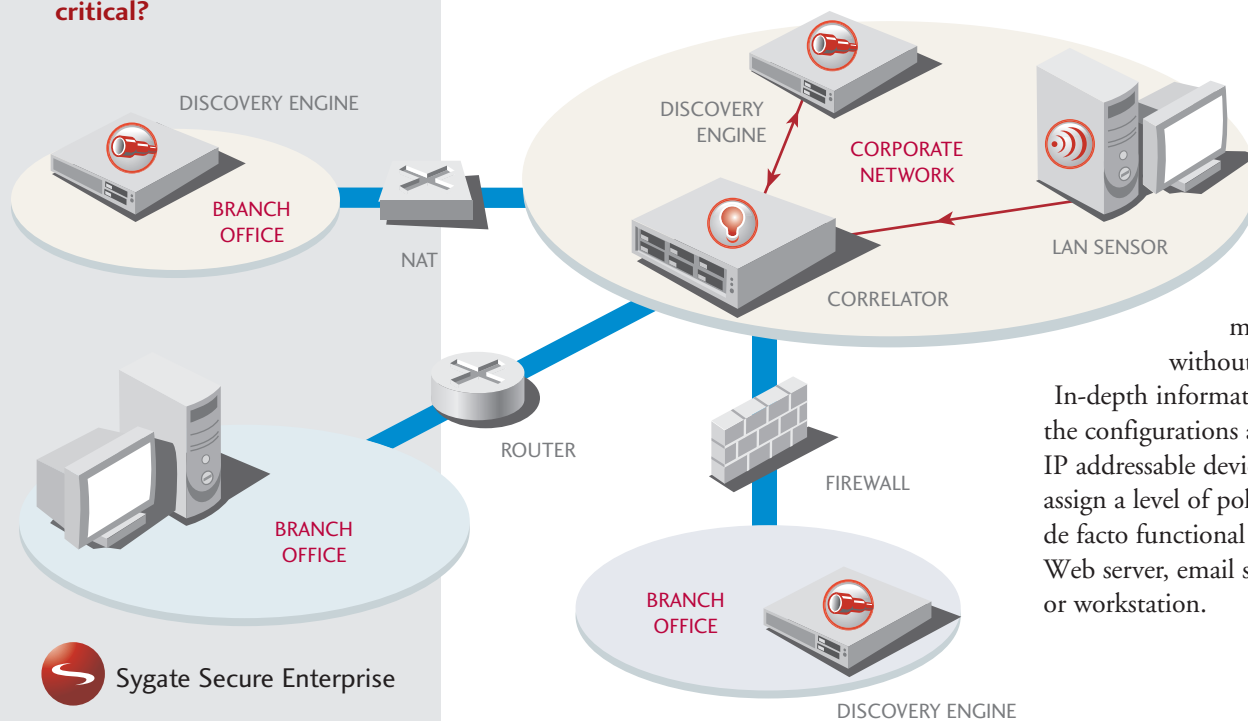 critical?
DISCOVERY ENGINE
BRANCH
OFFICE
NAT
DISCOVERY
ENGINE
CORPORATE
NETWORK
LAN SENSOR
CORRELATOR
ROUTER
FIREWALL
BRANCH
OFFICE
BRANCH
OFFICE
DISCOVERY ENGINE
Sygate Secure Enterprise
without
In-depth informat
the configurations a
IP addressable devic
assign a level of pol
de facto functional
Web server, email s
or workstation.